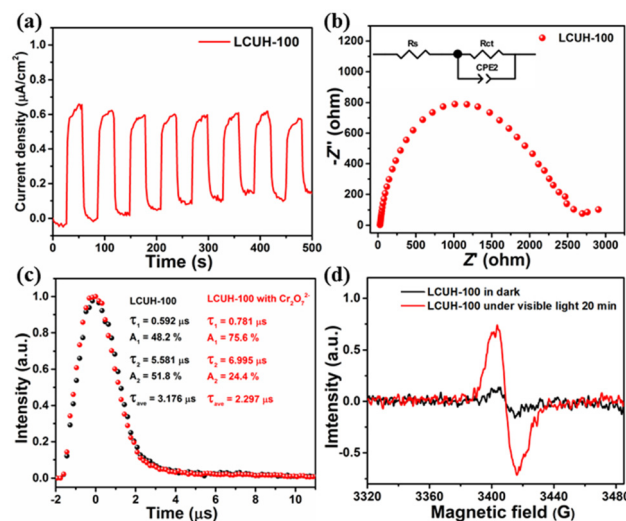 (a)
LCUH-100
Current density (μA/cm²)
1.2
1.0
0.8
0.6
0.4
0.2
0.0
0 100 200 300 400 500
Time (s)
(b)
LCUH-100
Rs
Rct
CPE2
-Z'' (ohm)
1200
1000
800
600
400
200
0
0 500 1000 1500 2000 2500 3000
Z' (ohm)
(c)
LCUH-100
τ₁ = 0.592 μs
A₁ = 48.2 %
τ₂ = 5.581 μs
A₂ = 51.8 %
τave = 3.176 μs
LCUH-100 with Cr₂O₇²⁻
τ₁ = 0.781 μs
A₁ = 75.6 %
τ₂ = 6.995 μs
A₂ = 24.4 %
τave = 2.297 μs
Intensity (a.u.)
1.0
0.8
0.6
0.4
0.2
0.0
-2 0 2 4 6 8 10
Time (μs)
(d)
LCUH-100 in dark
LCUH-100 under visible light 20 min
Imtensity (a.u.)
1.0
0.5
0.0
-0.5
3320 3360 3400 3440 3480
Magnetic field (G)